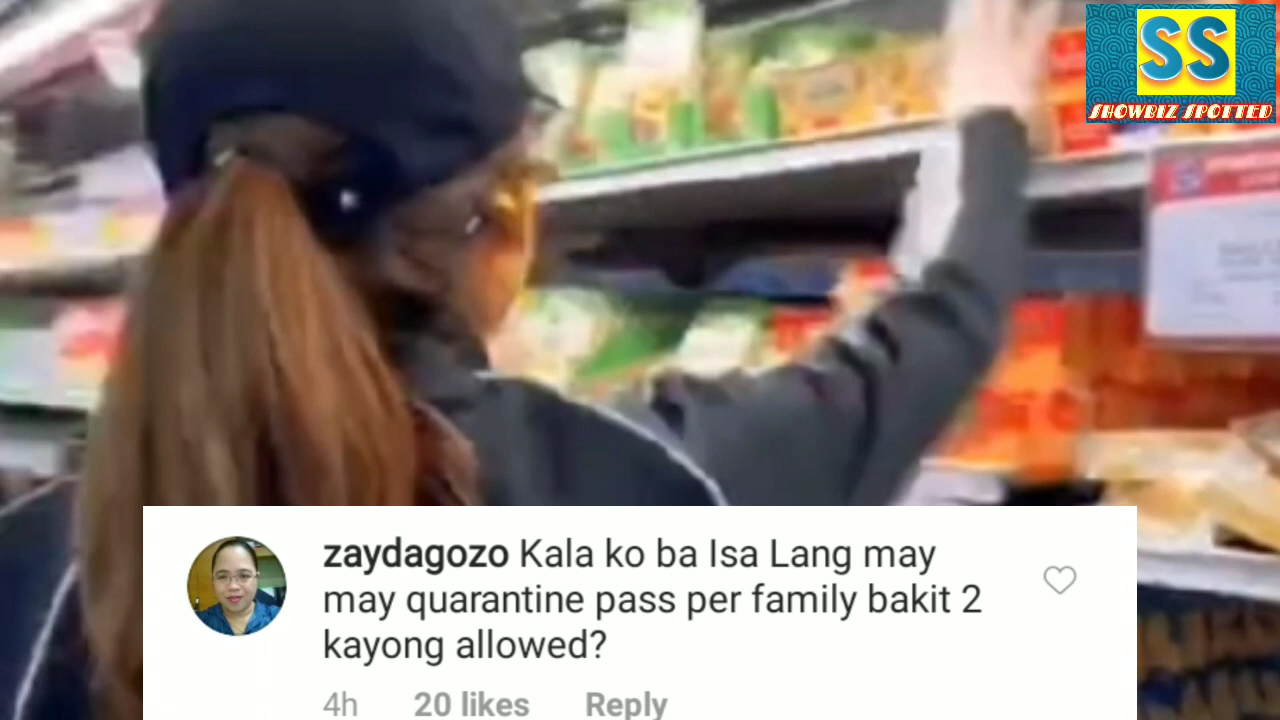 SS
SHOWBIZ SPOTTED
zaydagozo Kala ko ba Isa Lang may
may quarantine pass per family bakit 2
kayong allowed?
4h 20 likes Reply